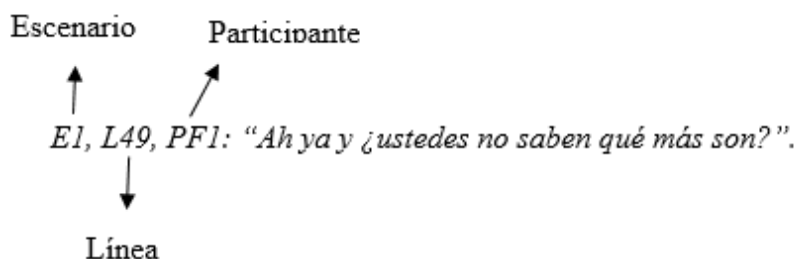 Escenario
Participante
E1, L49, PF1: “Ah ya y ¿ustedes no saben qué más son?”.
Línea